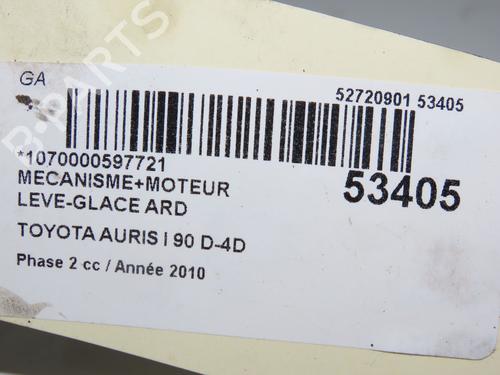 GA
52720901 53405
*1070000597721
MECANISME+MOTEUR
LEVE-GLACE ARD
53405
TOYOTA AURIS I 90 D-4D
Phase 2 cc / Année 2010
B-PARTS